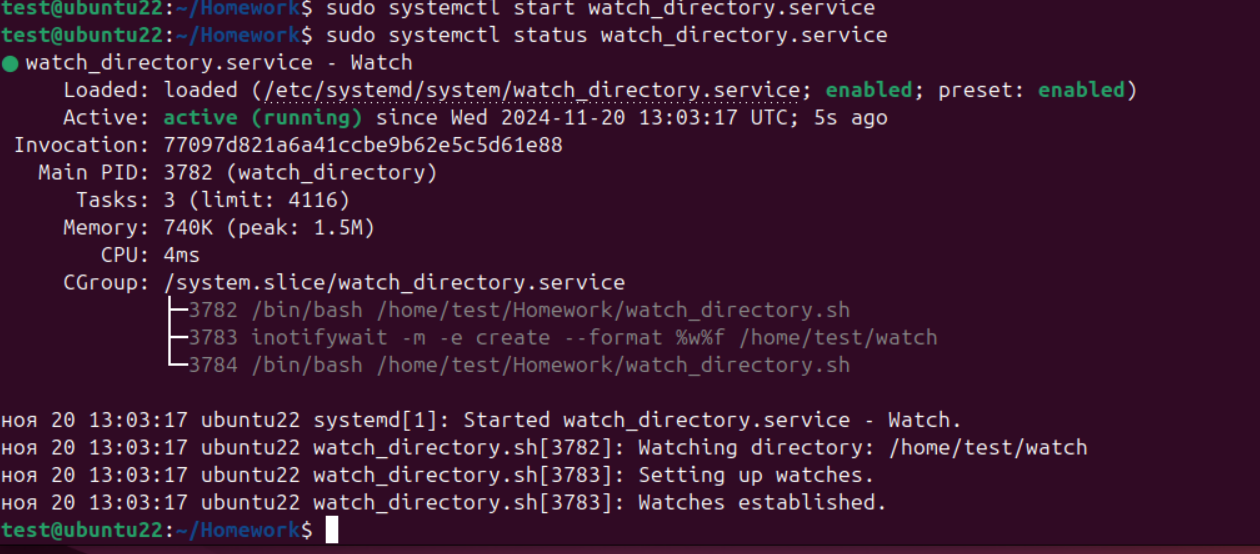 test@ubuntu22:~/Homework$ sudo systemctl start watch_directory.service
test@ubuntu22:~/Homework$ sudo systemctl status watch_directory.service
● watch_directory.service - Watch
     Loaded: loaded (/etc/systemd/system/watch_directory.service; enabled; preset: enabled)
     Active: active (running) since Wed 2024-11-20 13:03:17 UTC; 5s ago
 Invocation: 77097d821a6a41ccbe9b62e5c5d61e88
   Main PID: 3782 (watch_directory)
      Tasks: 3 (limit: 4116)
     Memory: 740K (peak: 1.5M)
        CPU: 4ms
     CGroup: /system.slice/watch_directory.service
             ├─3782 /bin/bash /home/test/Homework/watch_directory.sh
             ├─3783 inotifywait -m -e create --format %w%f /home/test/watch
             └─3784 /bin/bash /home/test/Homework/watch_directory.sh
ноя 20 13:03:17 ubuntu22 systemd[1]: Started watch_directory.service - Watch.
ноя 20 13:03:17 ubuntu22 watch_directory.sh[3782]: Watching directory: /home/test/watch
ноя 20 13:03:17 ubuntu22 watch_directory.sh[3783]: Setting up watches.
ноя 20 13:03:17 ubuntu22 watch_directory.sh[3783]: Watches established.
test@ubuntu22:~/Homework$